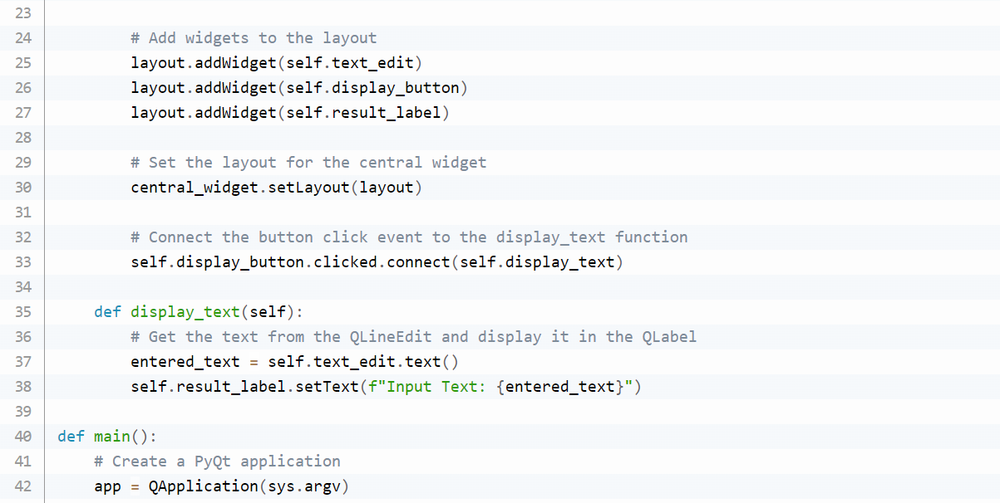 23
24         # Add widgets to the layout
25         layout.addWidget(self.text_edit)
26         layout.addWidget(self.display_button)
27         layout.addWidget(self.result_label)
28
29         # Set the layout for the central widget
30         central_widget.setLayout(layout)
31
32         # Connect the button click event to the display_text function
33         self.display_button.clicked.connect(self.display_text)
34
35     def display_text(self):
36         # Get the text from the QLineEdit and display it in the QLabel
37         entered_text = self.text_edit.text()
38         self.result_label.setText(f"Input Text: {entered_text}")
39
40 def main():
41     # Create a PyQt application
42     app = QApplication(sys.argv)